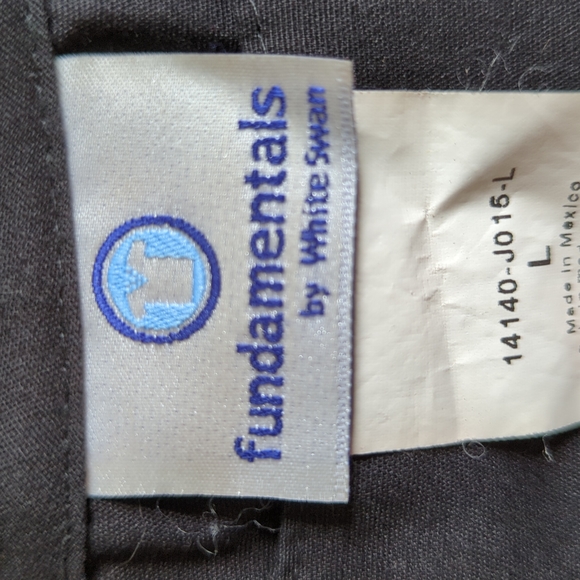 fundamentals
by White Swan
14140-J015-L
L
Made in Mexico